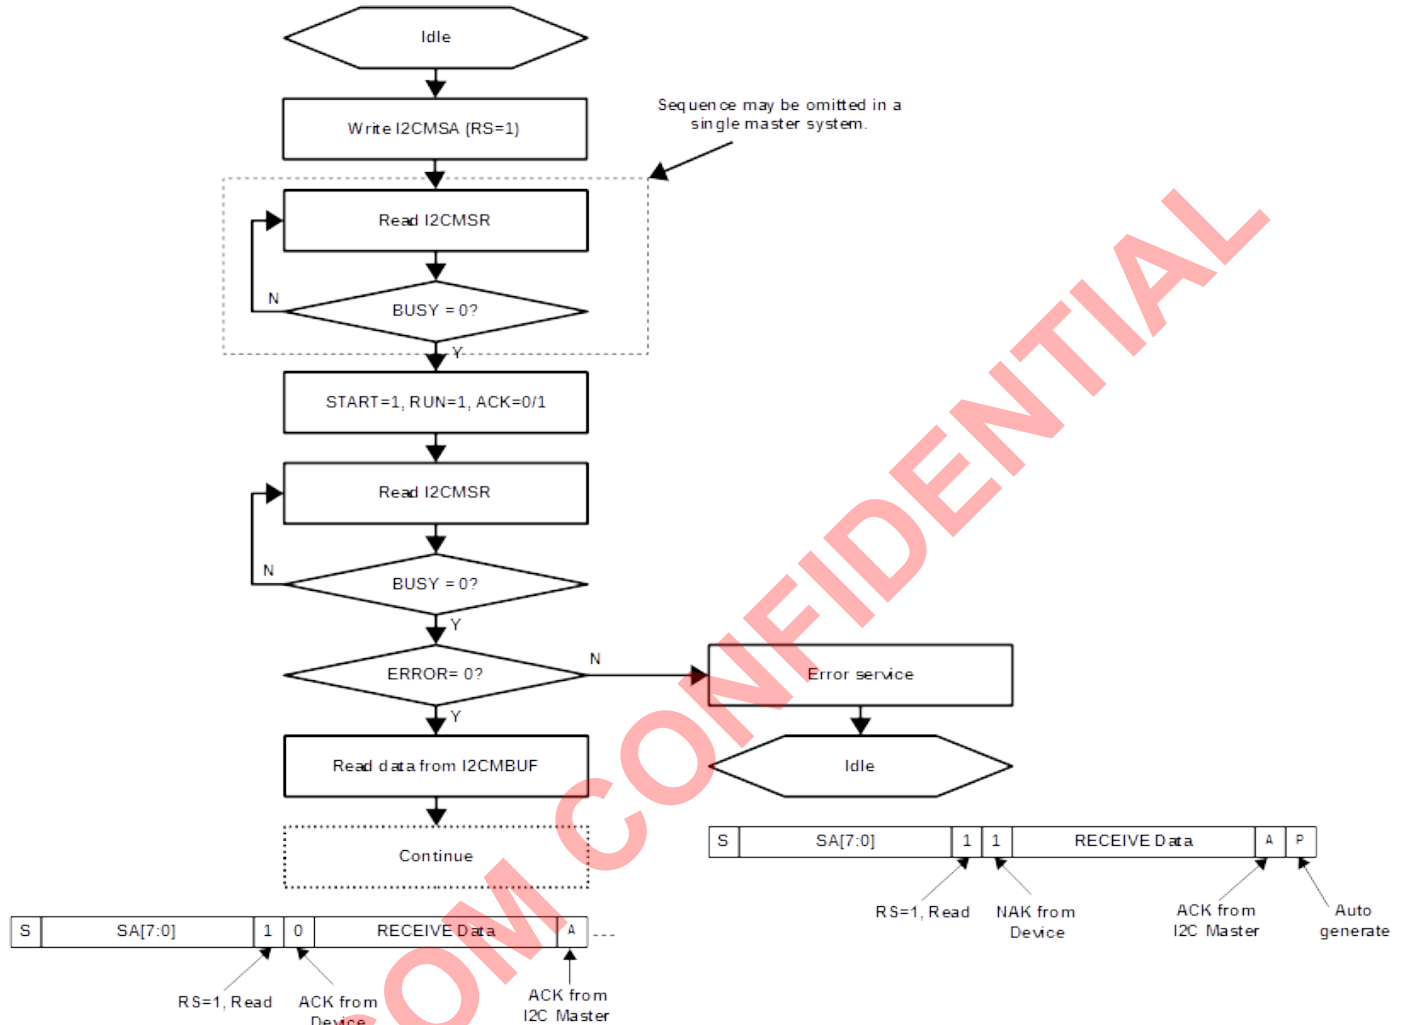 Idle
Write I2CMSA (RS=1)
Sequence may be omitted in a
single master system.
Read I2CMSR
BUSY = 0?
N
Y
START=1, RUN=1, ACK=0/1
Read I2CMSR
BUSY = 0?
N
Y
ERROR= 0?
N
Y
Error service
Read data from I2CMBUF
Idle
Continue
S SA[7:0] 1 1 RECEIVE Data A P
RS=1, Read
NAK from
Device
ACK from
I2C Master
Auto
generate
S SA[7:0] 1 0 RECEIVE Data A
RS=1, Read
ACK from
Device
ACK from
I2C Master
COM CONFIDENTIAL